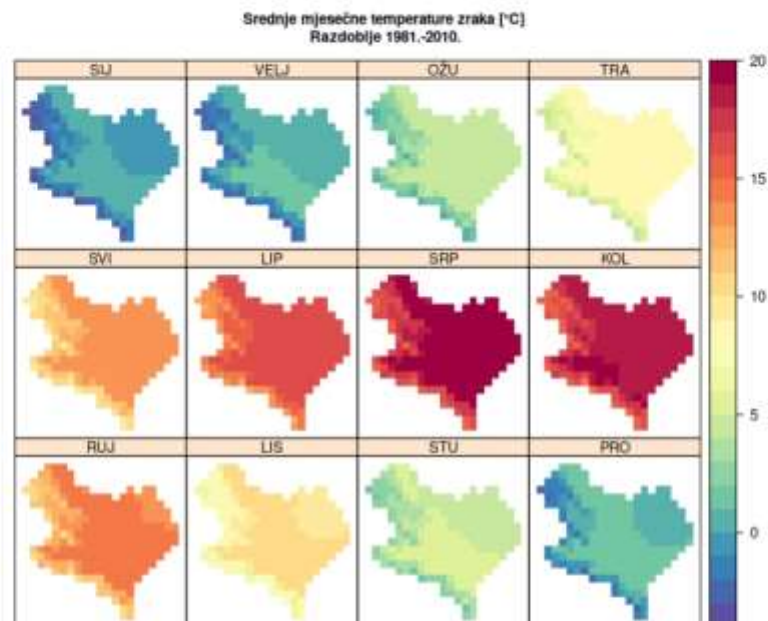 Srednje mjesečne temperature zraka [°C]
Razdoblje 1981.-2010.
SIJ VELJ OŽU TRA
SVI LIP SRP KOL
RUJ LIS STU PRO
20
15
10
5
0